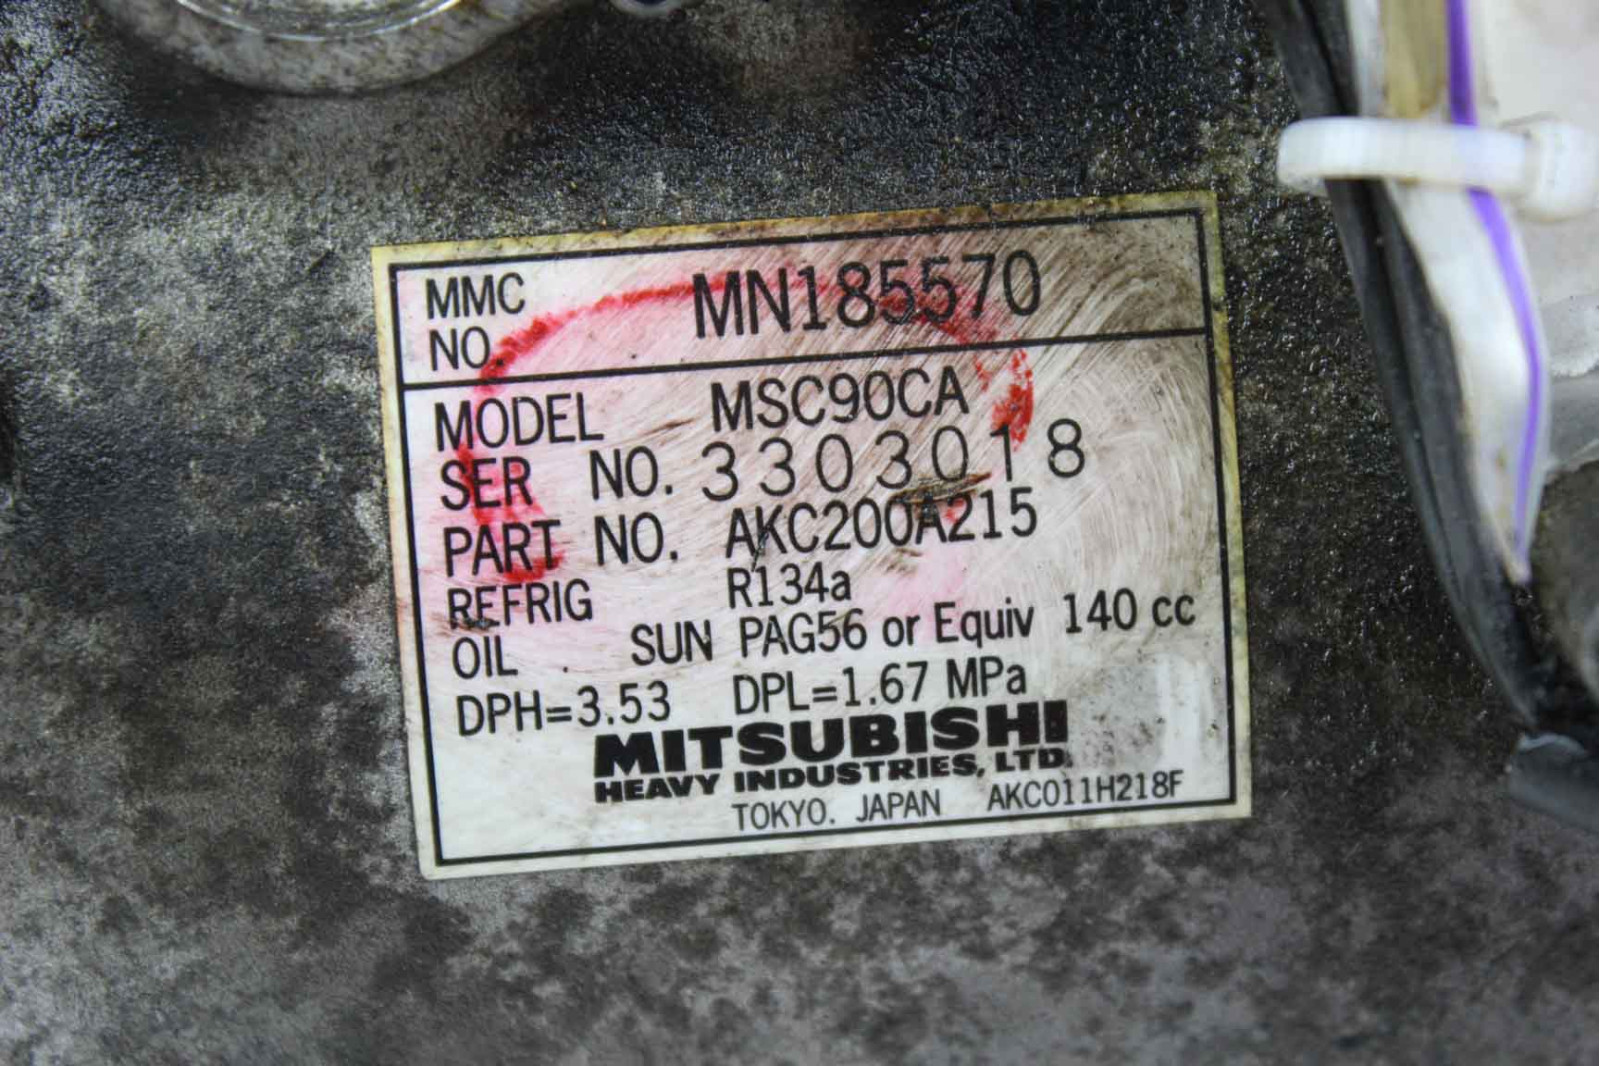 MMC NO. MN185570
MODEL MSC90CA
SER NO. 3303018
PART NO. AKC200A215
REFRIG R134a
OIL SUN PAG56 or Equiv 140 cc
DPH=3.53 DPL=1.67 MPa
MITSUBISHI
HEAVY INDUSTRIES, LTD.
TOKYO. JAPAN AKC011H218F